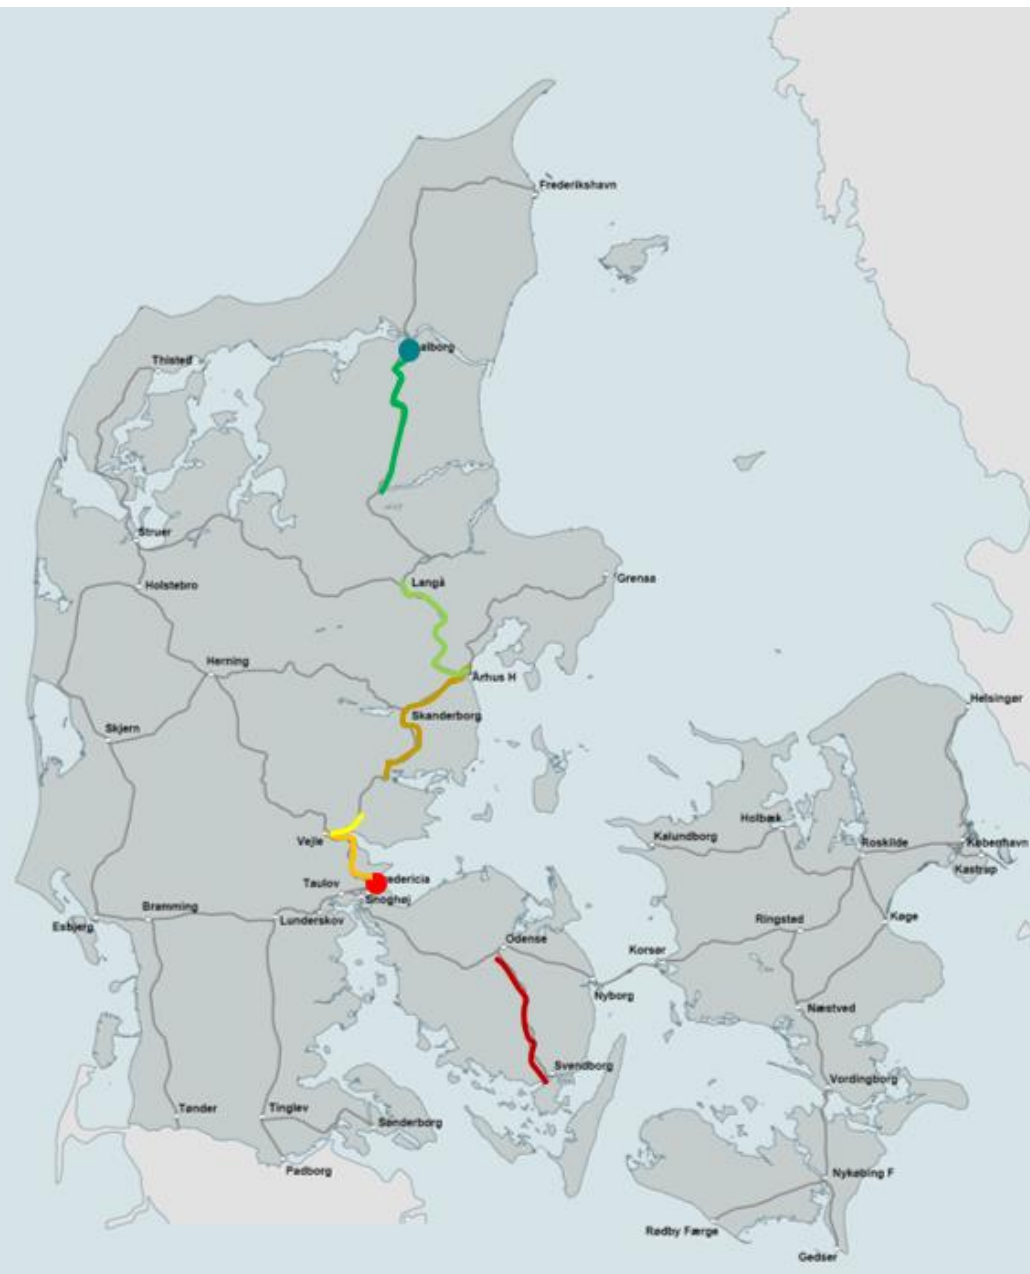 Frederikshavn
alborg
Thisted
Struer
Holstebro
Langå
Grenaa
Herning
Århus H
Skanderborg
Skjern
Helsingør
Holbæk
Vejle
Kalundborg
Roskilde
København
Kastrup
Taulov
edericia
Snoghøj
Bramming
Lunderskov
Esbjerg
Ringsted
Køge
Odense
Korsør
Nyborg
Næstved
Svendborg
Vordingborg
Tønder
Tinglev
Sønderborg
Padborg
Nykøbing F
Rødby Færge
Gedser